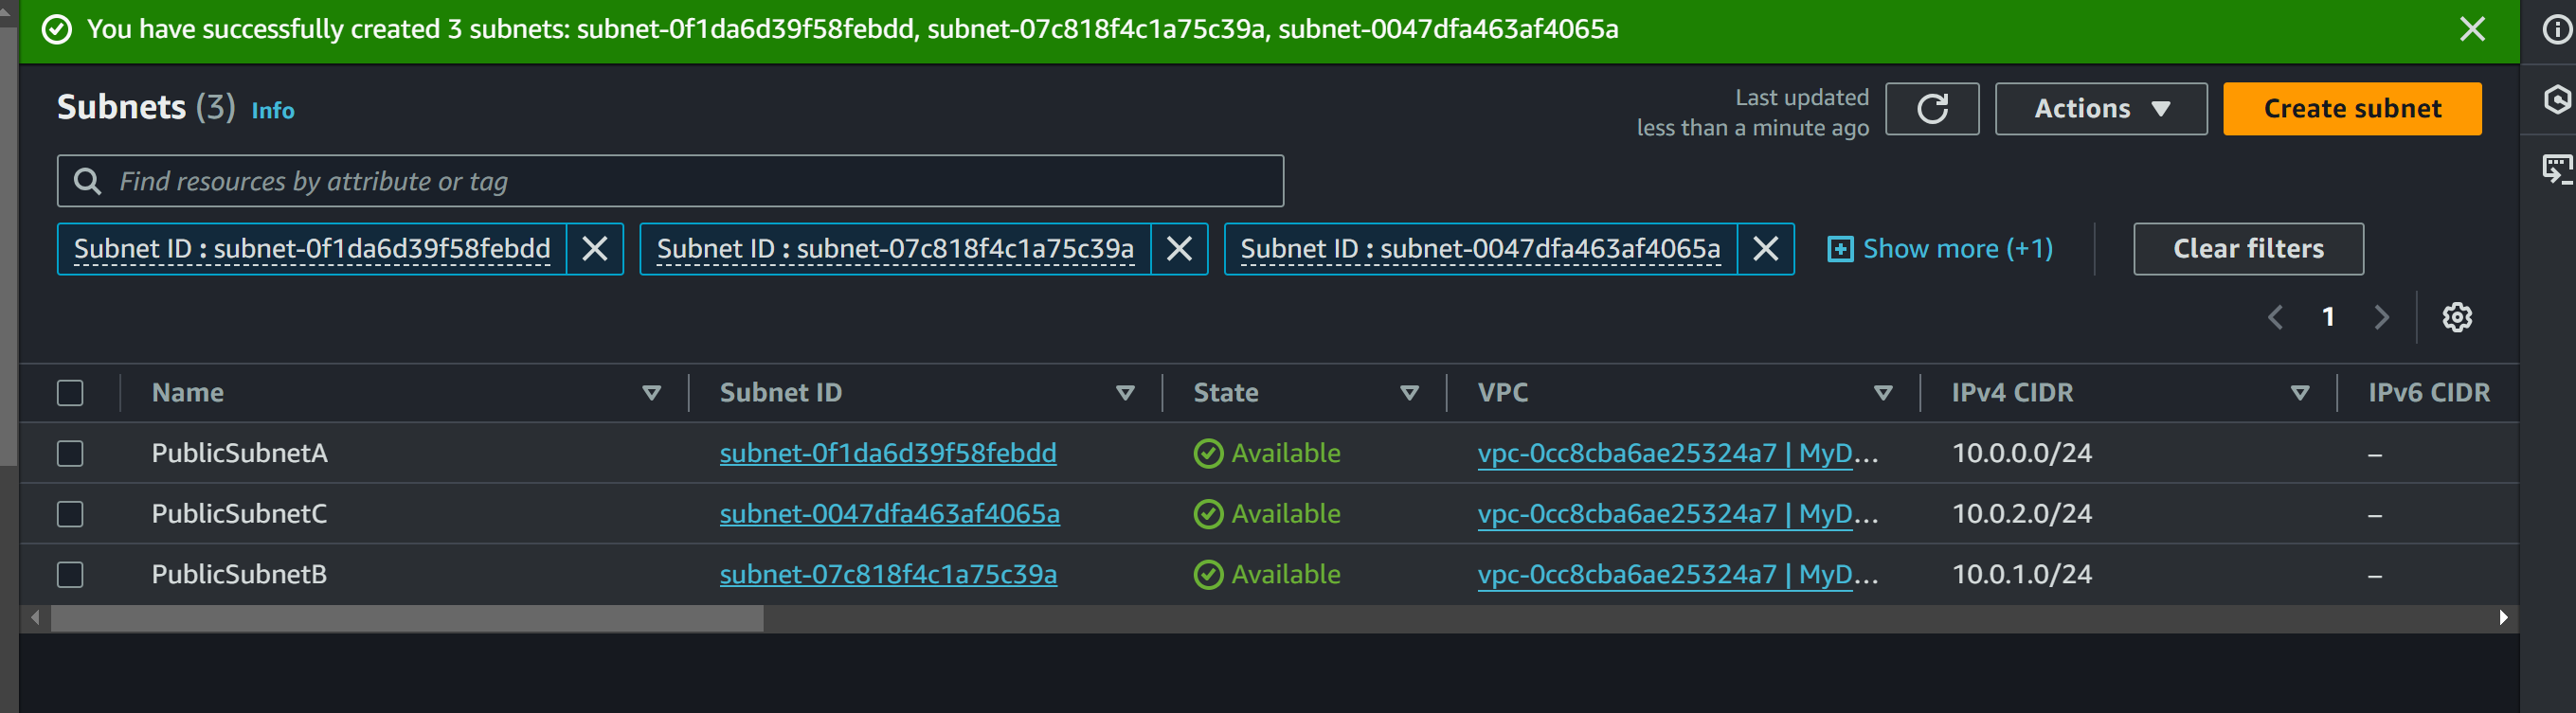 You have successfully created 3 subnets: subnet-0f1da6d39f58febdd, subnet-07c818f4c1a75c39a, subnet-0047dfa463af4065a
Subnets (3) Info
Last updated
less than a minute ago
Actions
Create subnet
Find resources by attribute or tag
Subnet ID : subnet-0f1da6d39f58febdd
Subnet ID : subnet-07c818f4c1a75c39a
Subnet ID : subnet-0047dfa463af4065a
Show more (+1)
Clear filters
1
Name Subnet ID State VPC IPv4 CIDR IPv6 CIDR
PublicSubnetA subnet-0f1da6d39f58febdd Available vpc-0cc8cba6ae25324a7 | MyD... 10.0.0.0/24 –
PublicSubnetC subnet-0047dfa463af4065a Available vpc-0cc8cba6ae25324a7 | MyD... 10.0.2.0/24 –
PublicSubnetB subnet-07c818f4c1a75c39a Available vpc-0cc8cba6ae25324a7 | MyD... 10.0.1.0/24 –